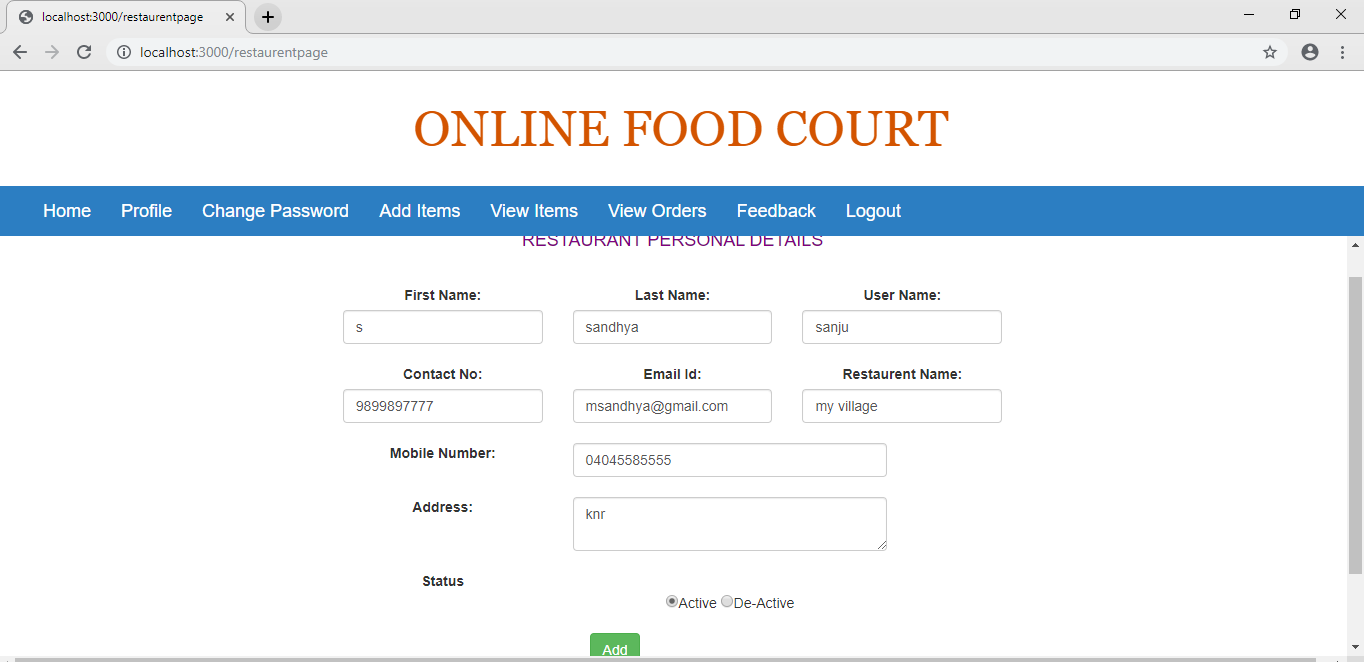 localhost:3000/restaurentpage
localhost:3000/restaurentpage
ONLINE FOOD COURT
Home Profile Change Password Add Items View Items View Orders Feedback Logout
RESTAURANT PERSONAL DETAILS
First Name: Last Name: User Name:
s sandhya sanju
Contact No: Email Id: Restaurent Name:
9899897777 msandhya@gmail.com my village
Mobile Number: 04045585555
Address: knr
Status
Active De-Active
Add